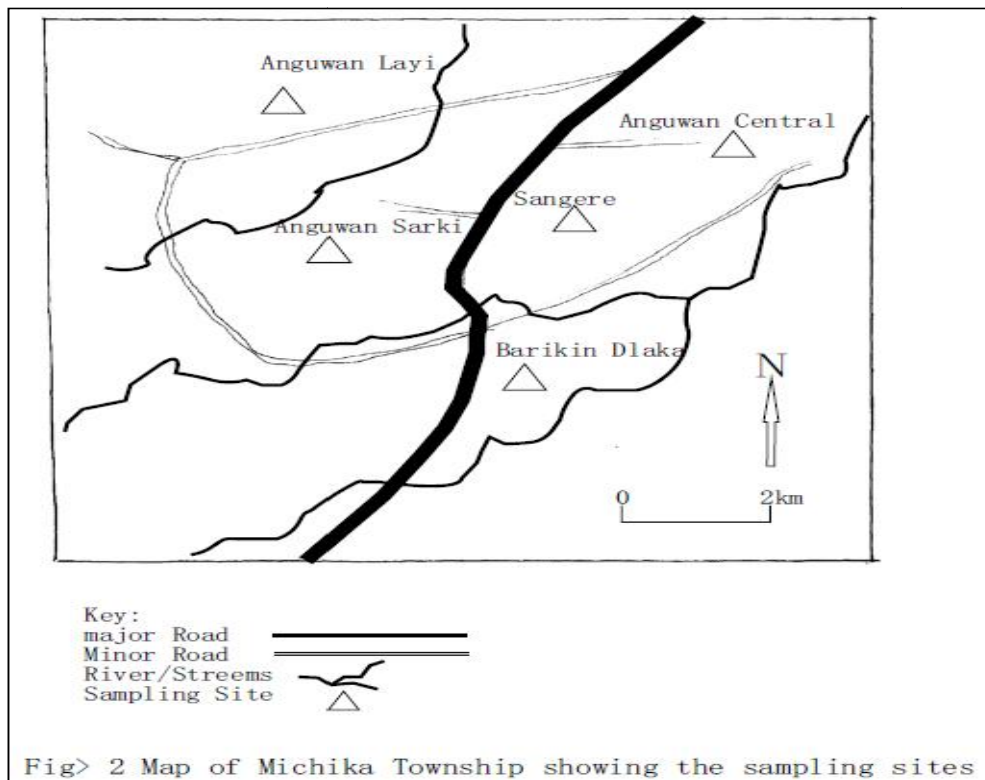 Anguwan Layi
Anguwan Central
Sangere
Anguwan Sarki
Barikin Dlaka
N
0 2km
Key:
major Road
Minor Road
River/Streems
Sampling Site
Fig> 2 Map of Michika Township showing the sampling sites